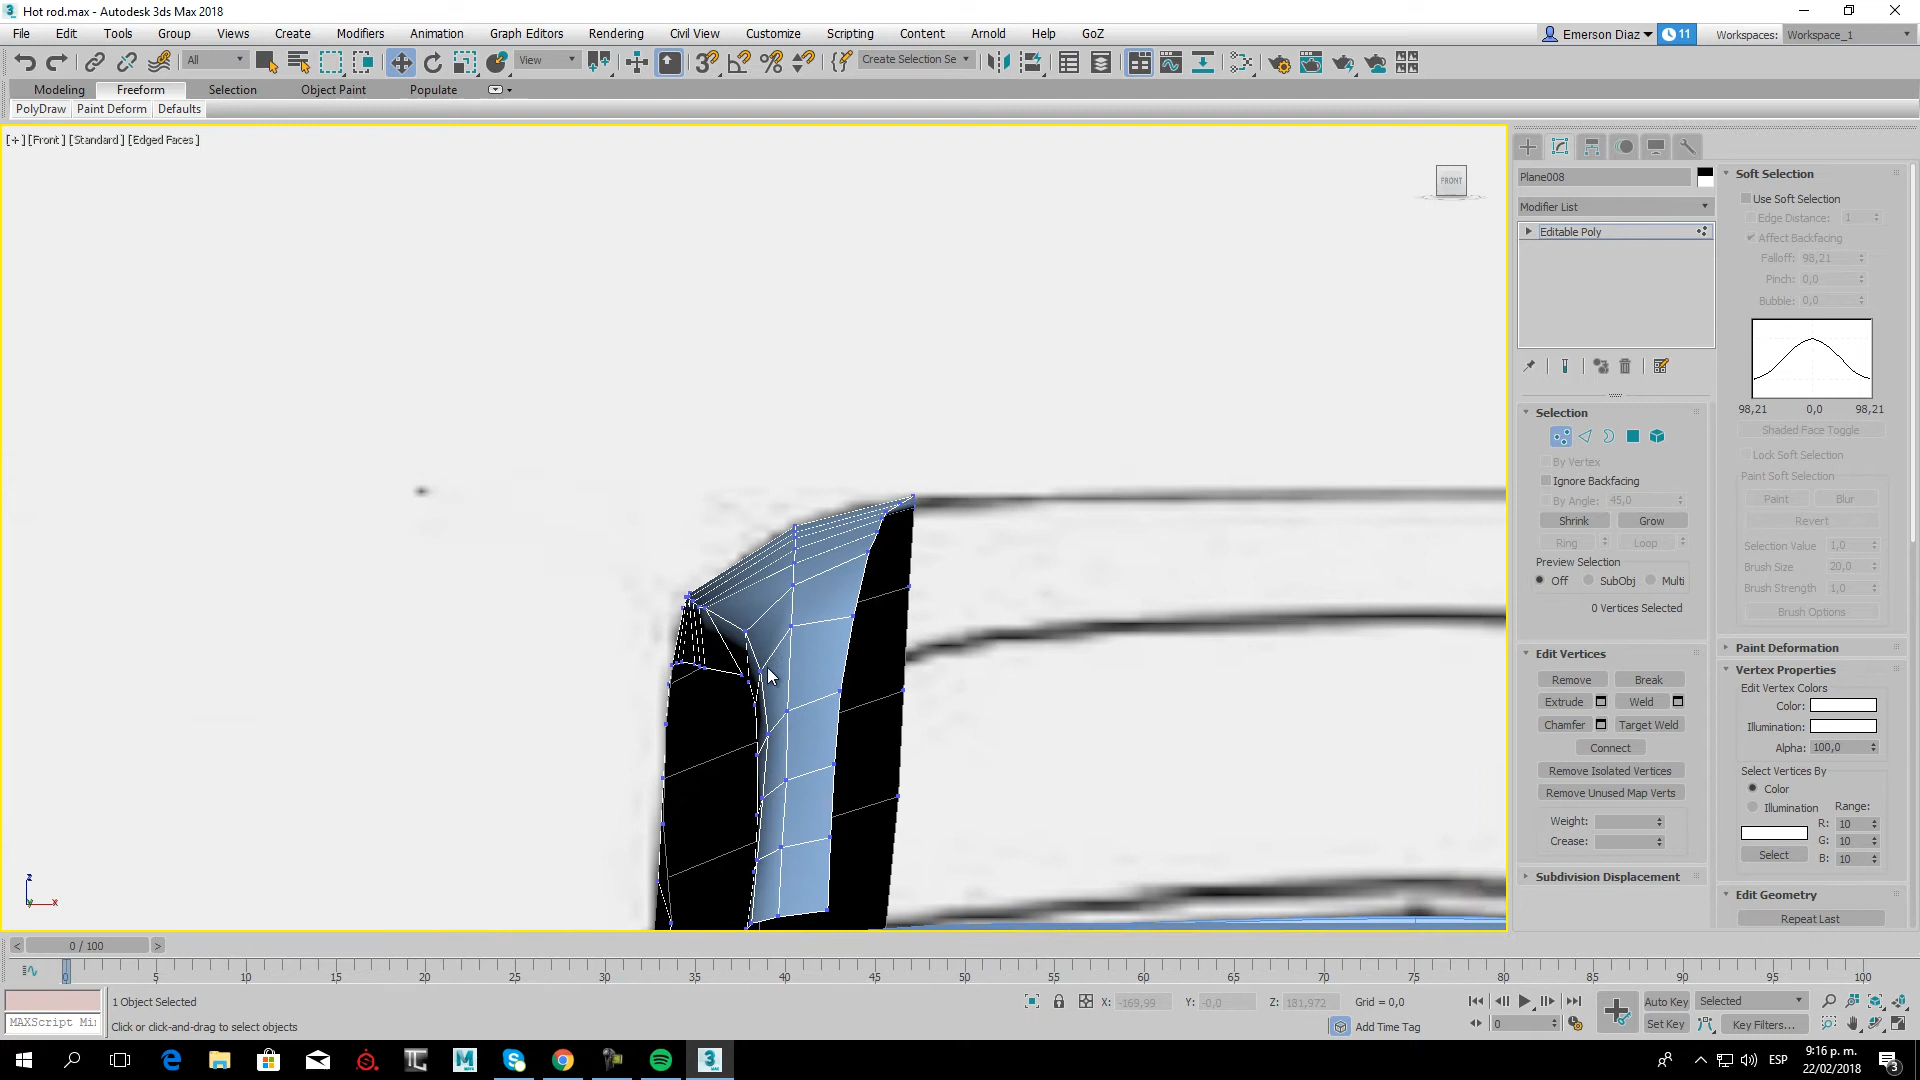 Hot rod.max - Autodesk 3ds Max 2018
File Edit Tools Group Views Create Modifiers Animation Graph Editors Rendering Civil View Customize Scripting Content Arnold Help GoZ
Emerson Diaz 11 Workspaces: Workspace_1
All View Create Selection Se
Modeling Freeform Selection Object Paint Populate
PolyDraw Paint Deform Defaults
[+] [Front] [Standard] [Edged Faces]
FRONT
Plane008
Modifier List
Editable Poly
Selection
By Vertex
Ignore Backfacing
By Angle: 45,0
Shrink Grow
Ring Loop
Preview Selection
Off SubObj Multi
0 Vertices Selected
Edit Vertices
Remove Break
Extrude Weld
Chamfer Target Weld
Connect
Remove Isolated Vertices
Remove Unused Map Verts
Weight:
Crease:
Subdivision Displacement
Soft Selection
Use Soft Selection
Edge Distance: 1
Affect Backfacing
Falloff: 98,21
Pinch: 0,0
Bubble: 0,0
98,21 0,0 98,21
Shaded Face Toggle
Lock Soft Selection
Paint Soft Selection
Paint Blur
Revert
Selection Value 1,0
Brush Size 20,0
Brush Strength 1,0
Brush Options
Paint Deformation
Vertex Properties
Edit Vertex Colors
Color:
Illumination:
Alpha: 100,0
Select Vertices By
Color
Illumination Range:
R: 10
G: 10
B: 10
Select
Edit Geometry
Repeat Last
z
x
< 0 / 100 >
0 5 10 15 20 25 30 35 40 45 50 55 60 65 70 75 80 85 90 95 100
1 Object Selected X: -169,99 Y: -0,0 Z: 181,972 Grid = 0,0 Auto Key Selected
MAXScript Mi
Click or click-and-drag to select objects Add Time Tag 0 Set Key Key Filters...
ESP 9:16 p. m.
22/02/2018
3